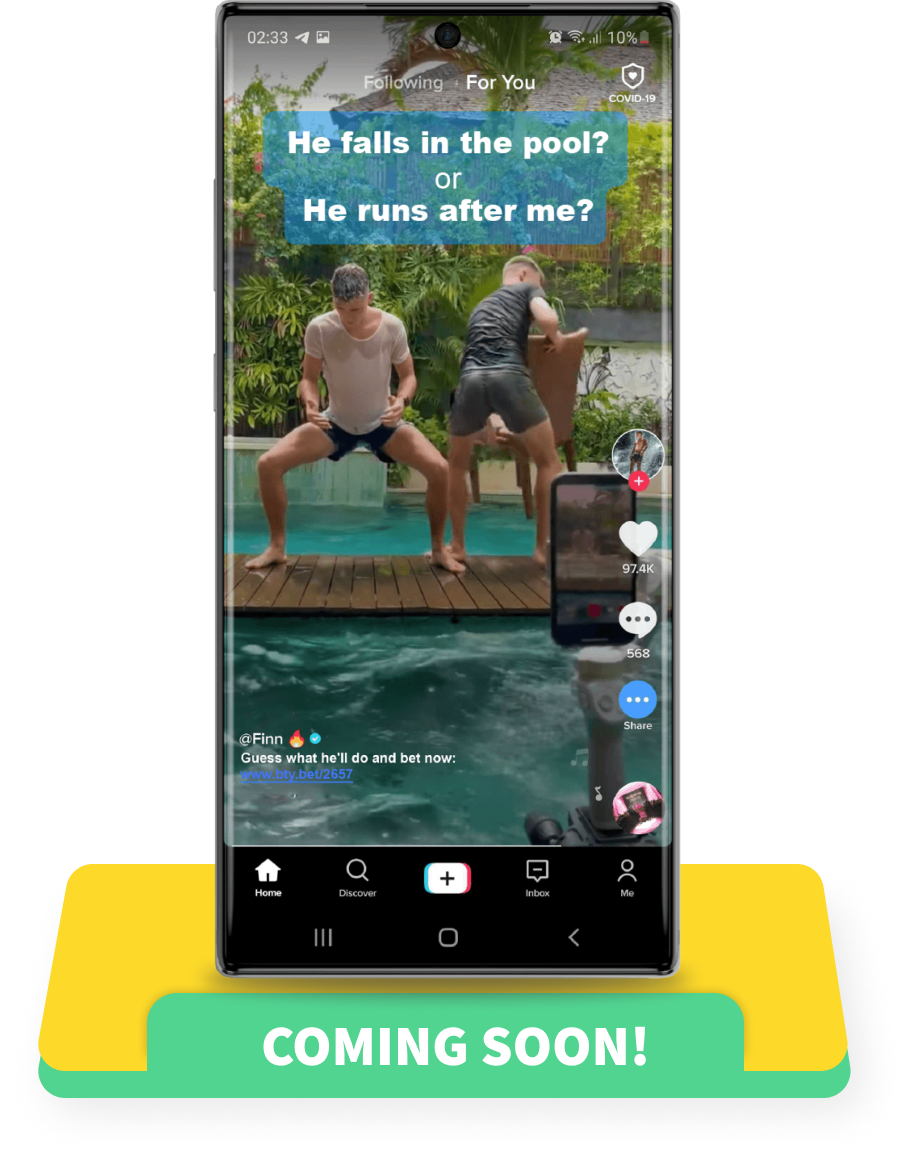 02:33
10%
Following
For You
COVID-19
He falls in the pool?
or
He runs after me?
97.4K
568
Share
@Finn
Guess what he'll do and bet now:
www.bty.bet/2657
Home
Discover
Inbox
Me
COMING SOON!